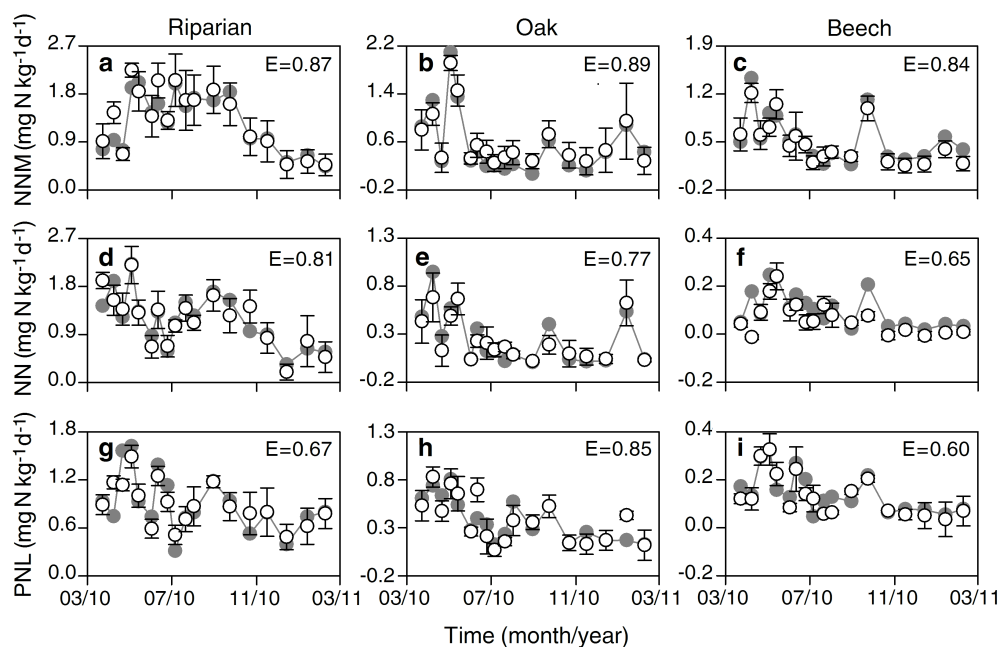 Riparian Oak Beech
NNM (mg N kg⁻¹d⁻¹)
2.7
1.8
0.9
0.0
a
E=0.87
2.2
1.4
0.6
-0.2
b
E=0.89
1.9
1.2
0.5
-0.2
c
E=0.84
NN (mg N kg⁻¹d⁻¹)
2.7
1.8
0.9
0.0
d
E=0.81
1.3
0.8
0.3
-0.2
e
E=0.77
0.4
0.2
0.0
-0.2
f
E=0.65
PNL (mg N kg⁻¹d⁻¹)
1.8
1.2
0.6
0.0
g
E=0.67
1.3
0.8
0.3
-0.2
h
E=0.85
0.4
0.2
0.0
-0.2
i
E=0.60
03/10 07/10 11/10 03/11
03/10 07/10 11/10 03/11
03/10 07/10 11/10 03/11
Time (month/year)